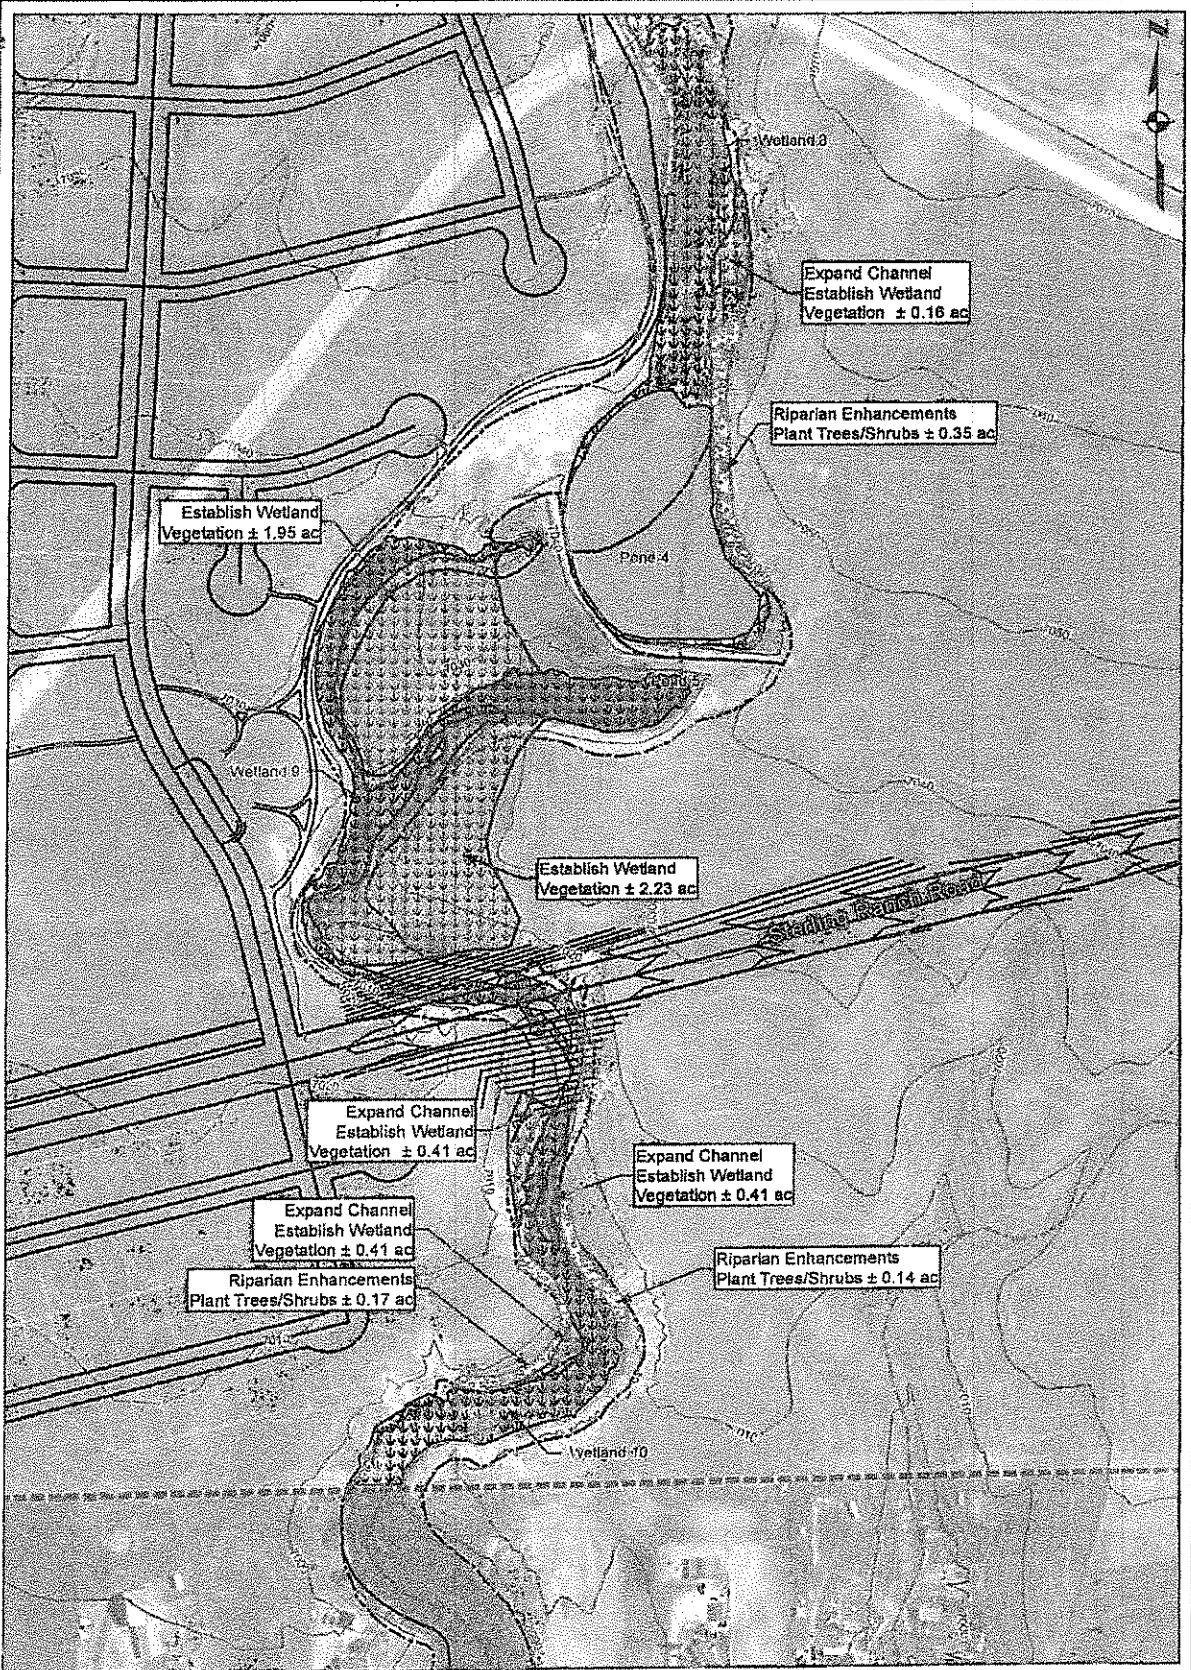 Wetland 8
Expand Channel
Establish Wetland
Vegetation ± 0.16 ac
Riparian Enhancements
Plant Trees/Shrubs ± 0.35 ac
Establish Wetland
Vegetation ± 1.95 ac
Pond 4
7030
7040
Wetland 9
Establish Wetland
Vegetation ± 2.23 ac
Sterling Ranch Road
Expand Channel
Establish Wetland
Vegetation ± 0.41 ac
Expand Channel
Establish Wetland
Vegetation ± 0.41 ac
Expand Channel
Establish Wetland
Vegetation ± 0.41 ac
Riparian Enhancements
Plant Trees/Shrubs ± 0.17 ac
Riparian Enhancements
Plant Trees/Shrubs ± 0.14 ac
7010
Wetland 10